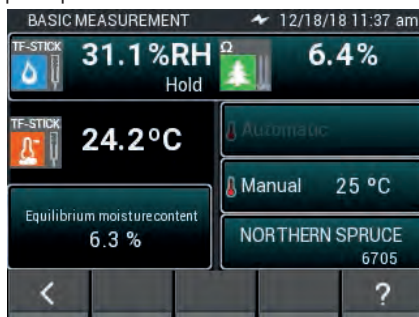 BASIC MEASUREMENT 12/18/18 11:37 am
TF-STICK 31.1 %RH Ω 6.4%
Hold
TF-STICK 24.2°C
Automatic
Manual 25 °C
Equilibrium moisture content
6.3 %
NORTHERN SPRUCE
6705
< ?